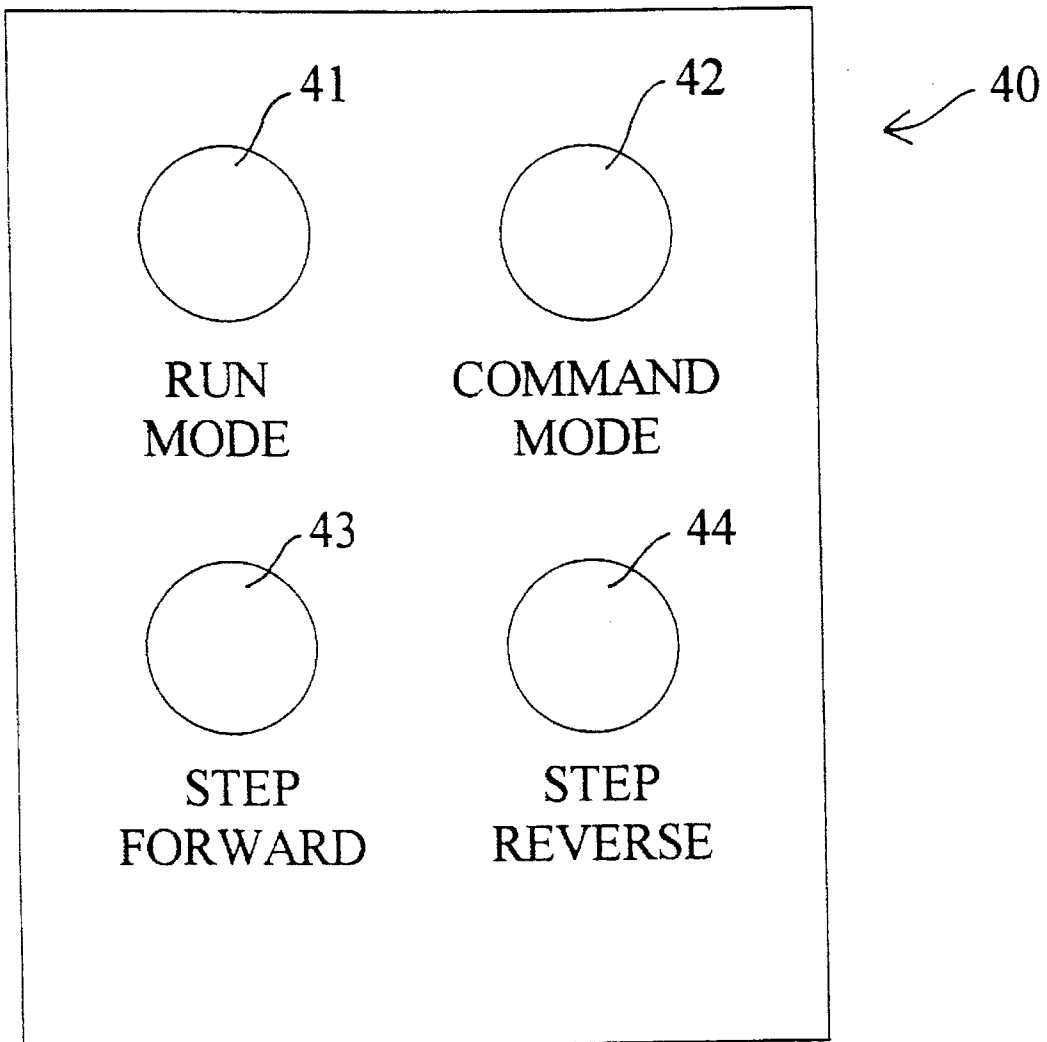 41
42
40
RUN
MODE
COMMAND
MODE
43
44
STEP
FORWARD
STEP
REVERSE